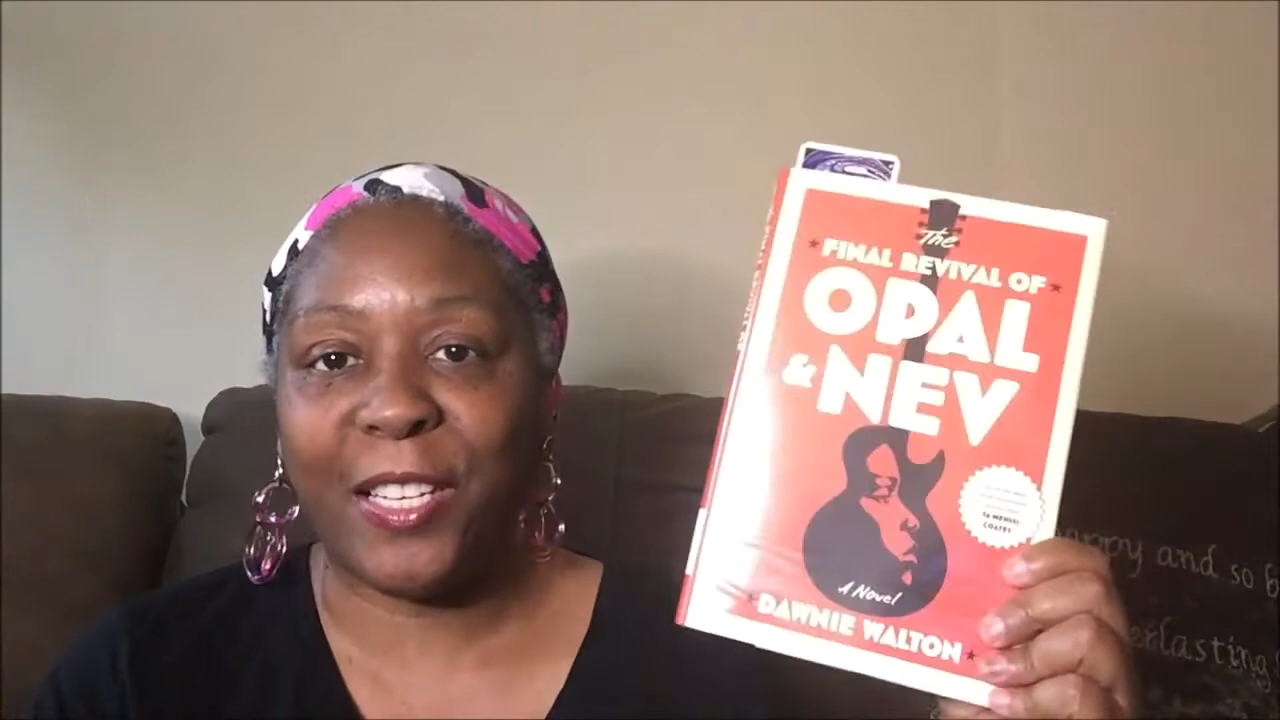 The
FINAL REVIVAL OF
OPAL
& NEV
TA-NEHISI
COATES
A Novel
DAWNIE WALTON
appy and so
erlasting